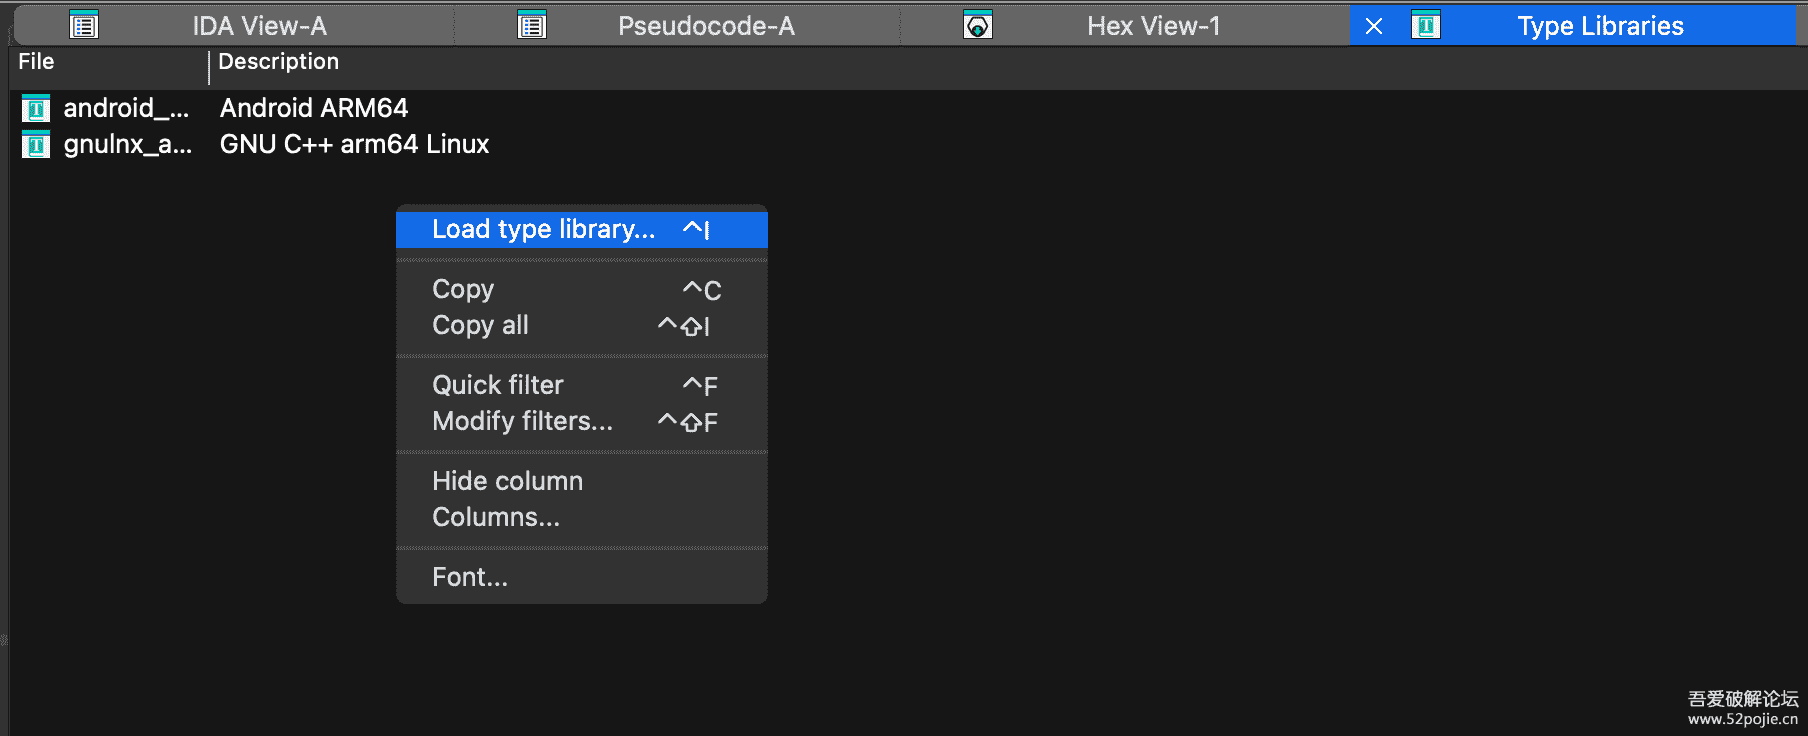 IDA View-A Pseudocode-A Hex View-1 Type Libraries
File Description
android_... Android ARM64
gnulnx_a... GNU C++ arm64 Linux
Load type library... ^I
Copy ^C
Copy all ^⇧I
Quick filter ^F
Modify filters... ^⇧F
Hide column
Columns...
Font...
吾爱破解论坛
www.52pojie.cn